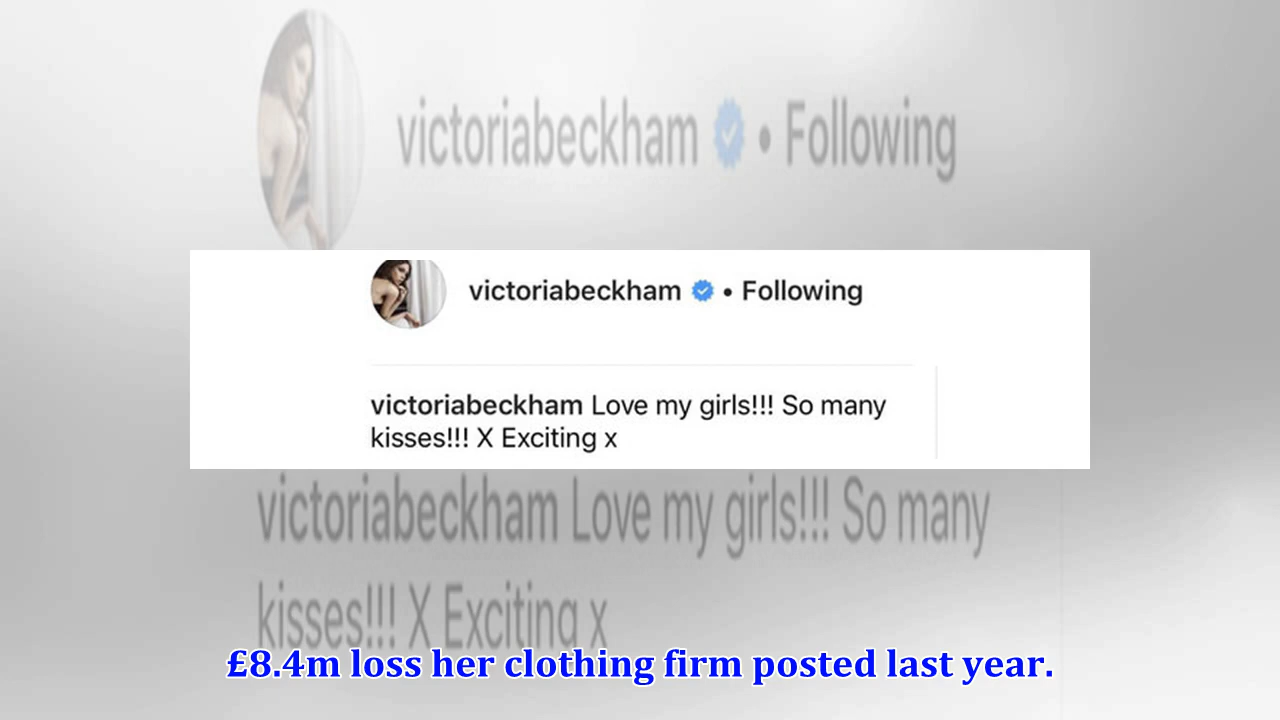 victoriabeckham • Following
victoriabeckham • Following
victoriabeckham Love my girls!!! So many
kisses!!! X Exciting x
victoriabeckham Love my girls!!! So many
kisses!!! X Exciting x
£8.4m loss her clothing firm posted last year.